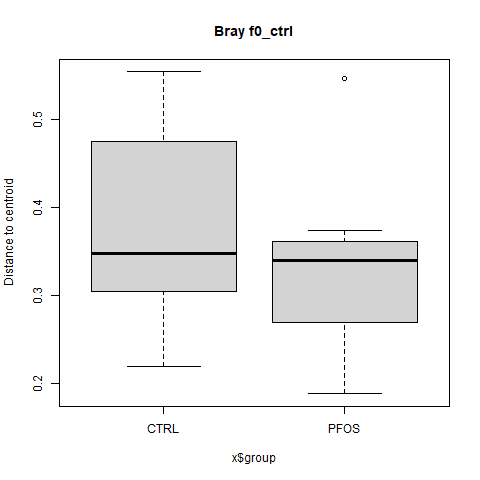 Bray f0_ctrl
Distance to centroid
0.5
0.4
0.3
0.2
CTRL
PFOS
x$group